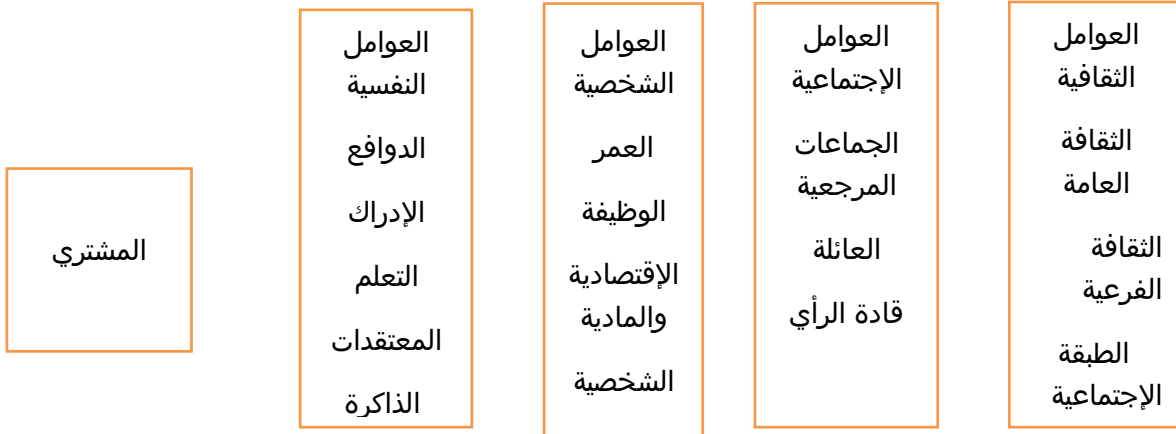 العوامل
الثقافية
الثقافة
العامة
الثقافة
الفرعية
الطبقة
الإجتماعية
العوامل
الإجتماعية
الجماعات
المرجعية
العائلة
قادة الرأي
العوامل
الشخصية
العمر
الوظيفة
الإقتصادية
والمادية
الشخصية
العوامل
النفسية
الدوافع
الإدراك
التعلم
المعتقدات
الذاكرة
المشتري